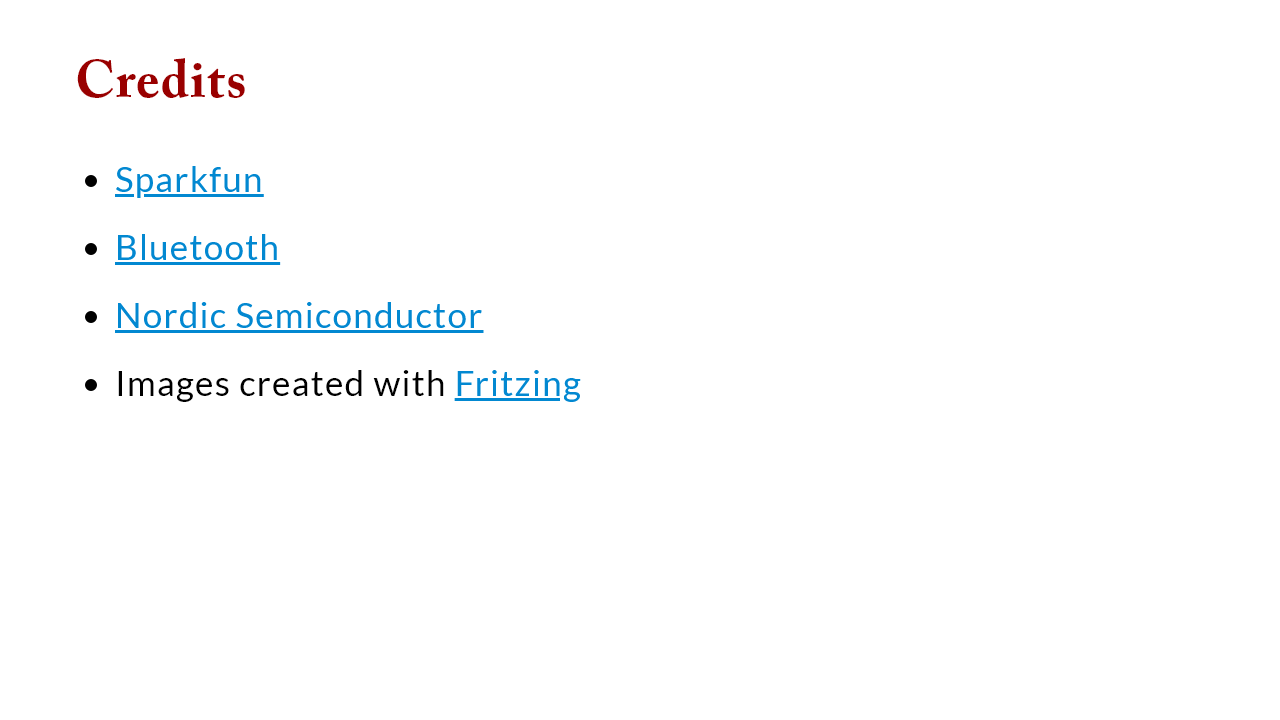 Credits
Sparkfun
Bluetooth
Nordic Semiconductor
Images created with Fritzing